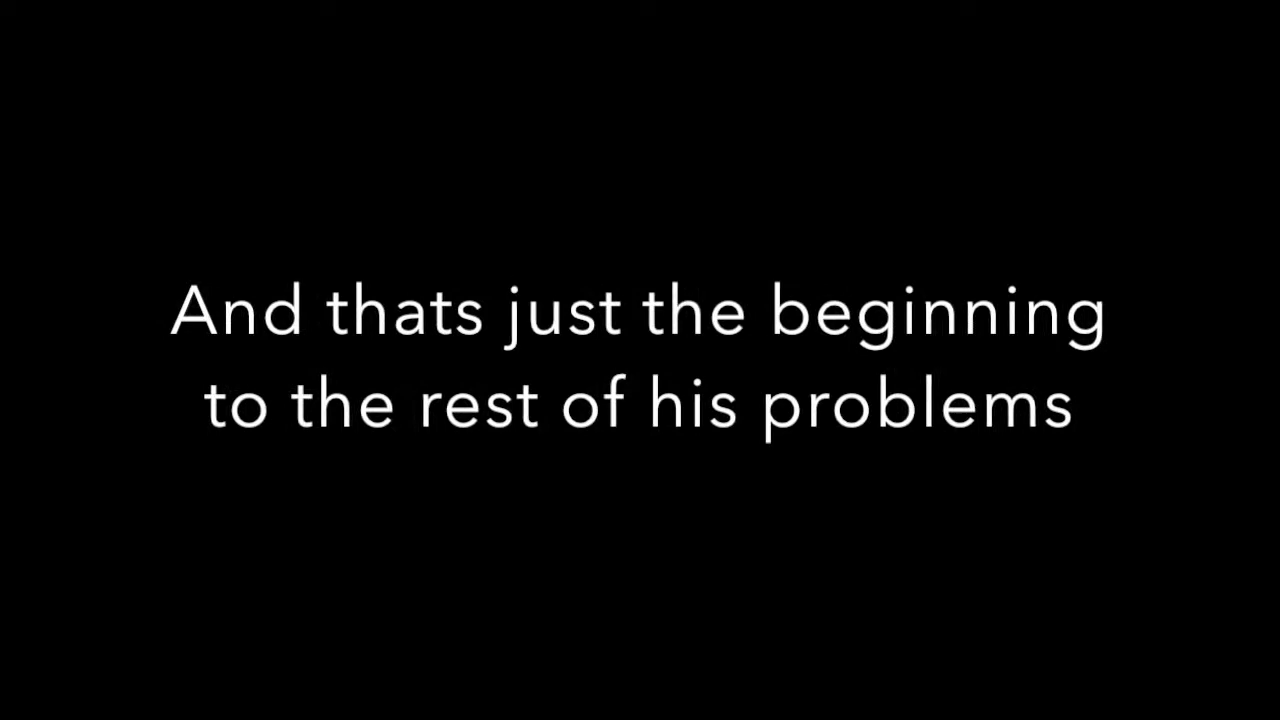 And thats just the beginning
to the rest of his problems